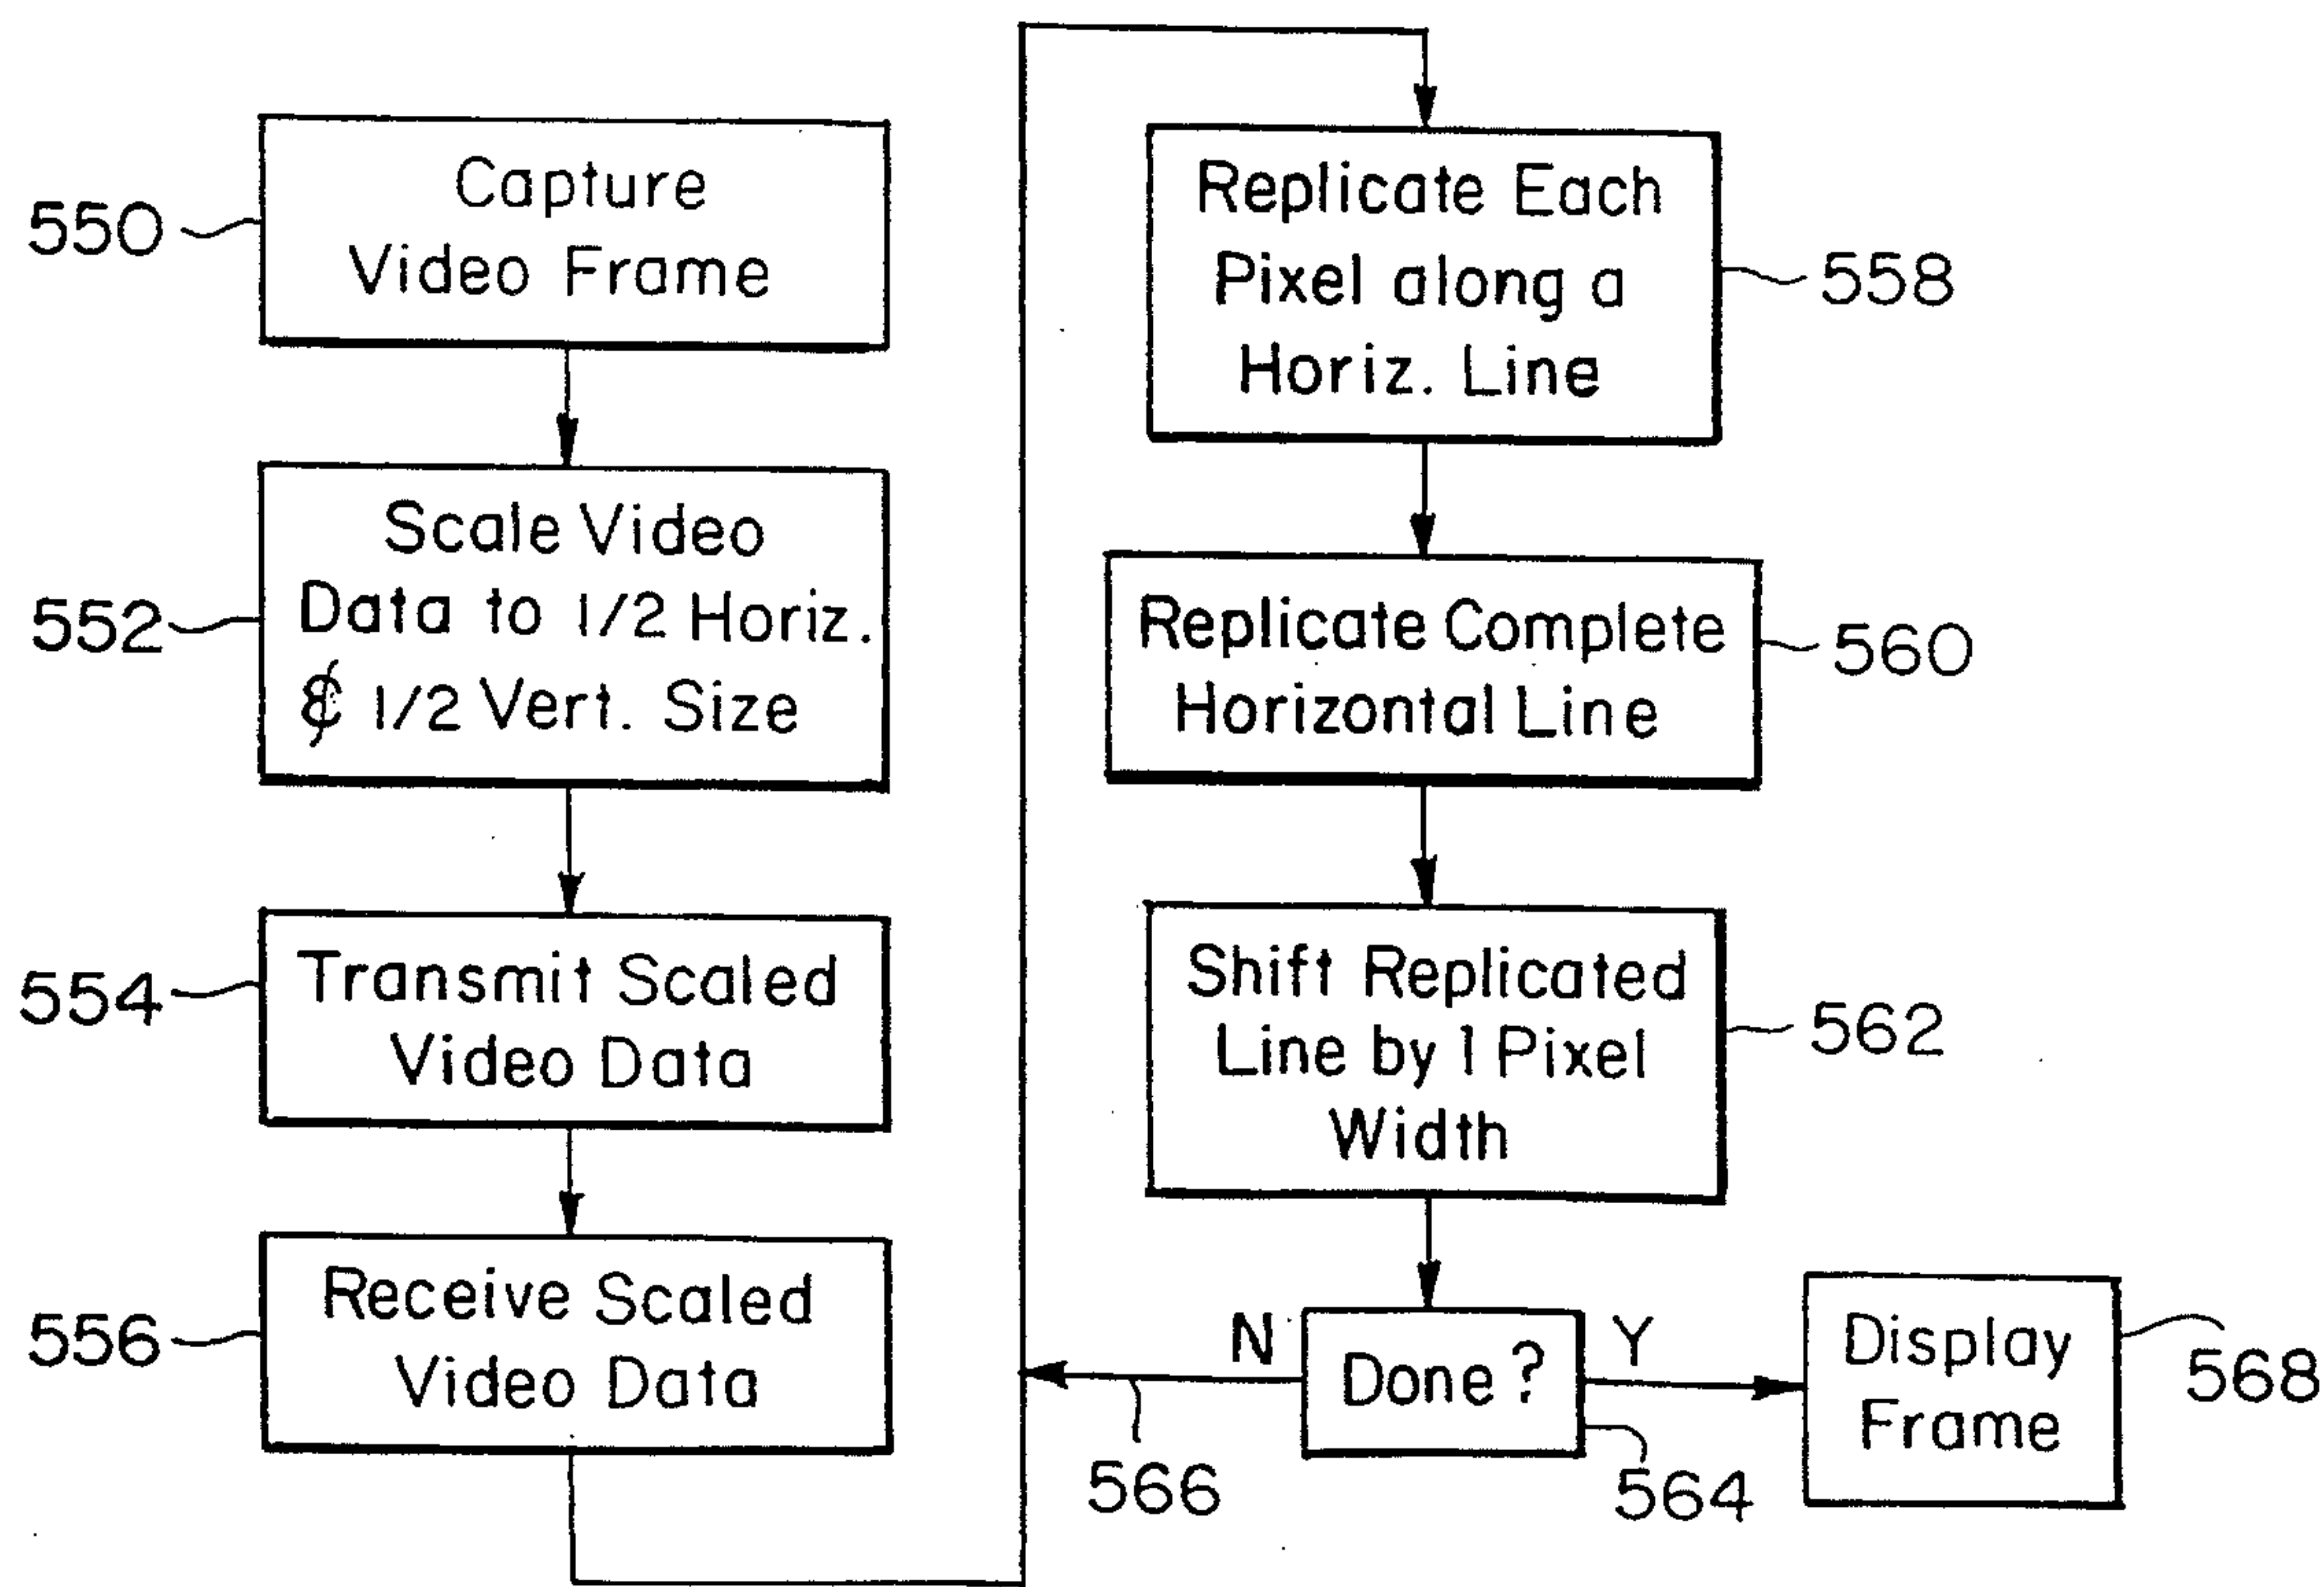 550
Capture
Video Frame
552
Scale Video
Data to 1/2 Horiz.
& 1/2 Vert. Size
554
Transmit Scaled
Video Data
556
Receive Scaled
Video Data
Replicate Each
Pixel along a
Horiz. Line
558
Replicate Complete
Horizontal Line
560
Shift Replicated
Line by 1 Pixel
Width
562
N
Done?
Y
564
566
Display
Frame
568